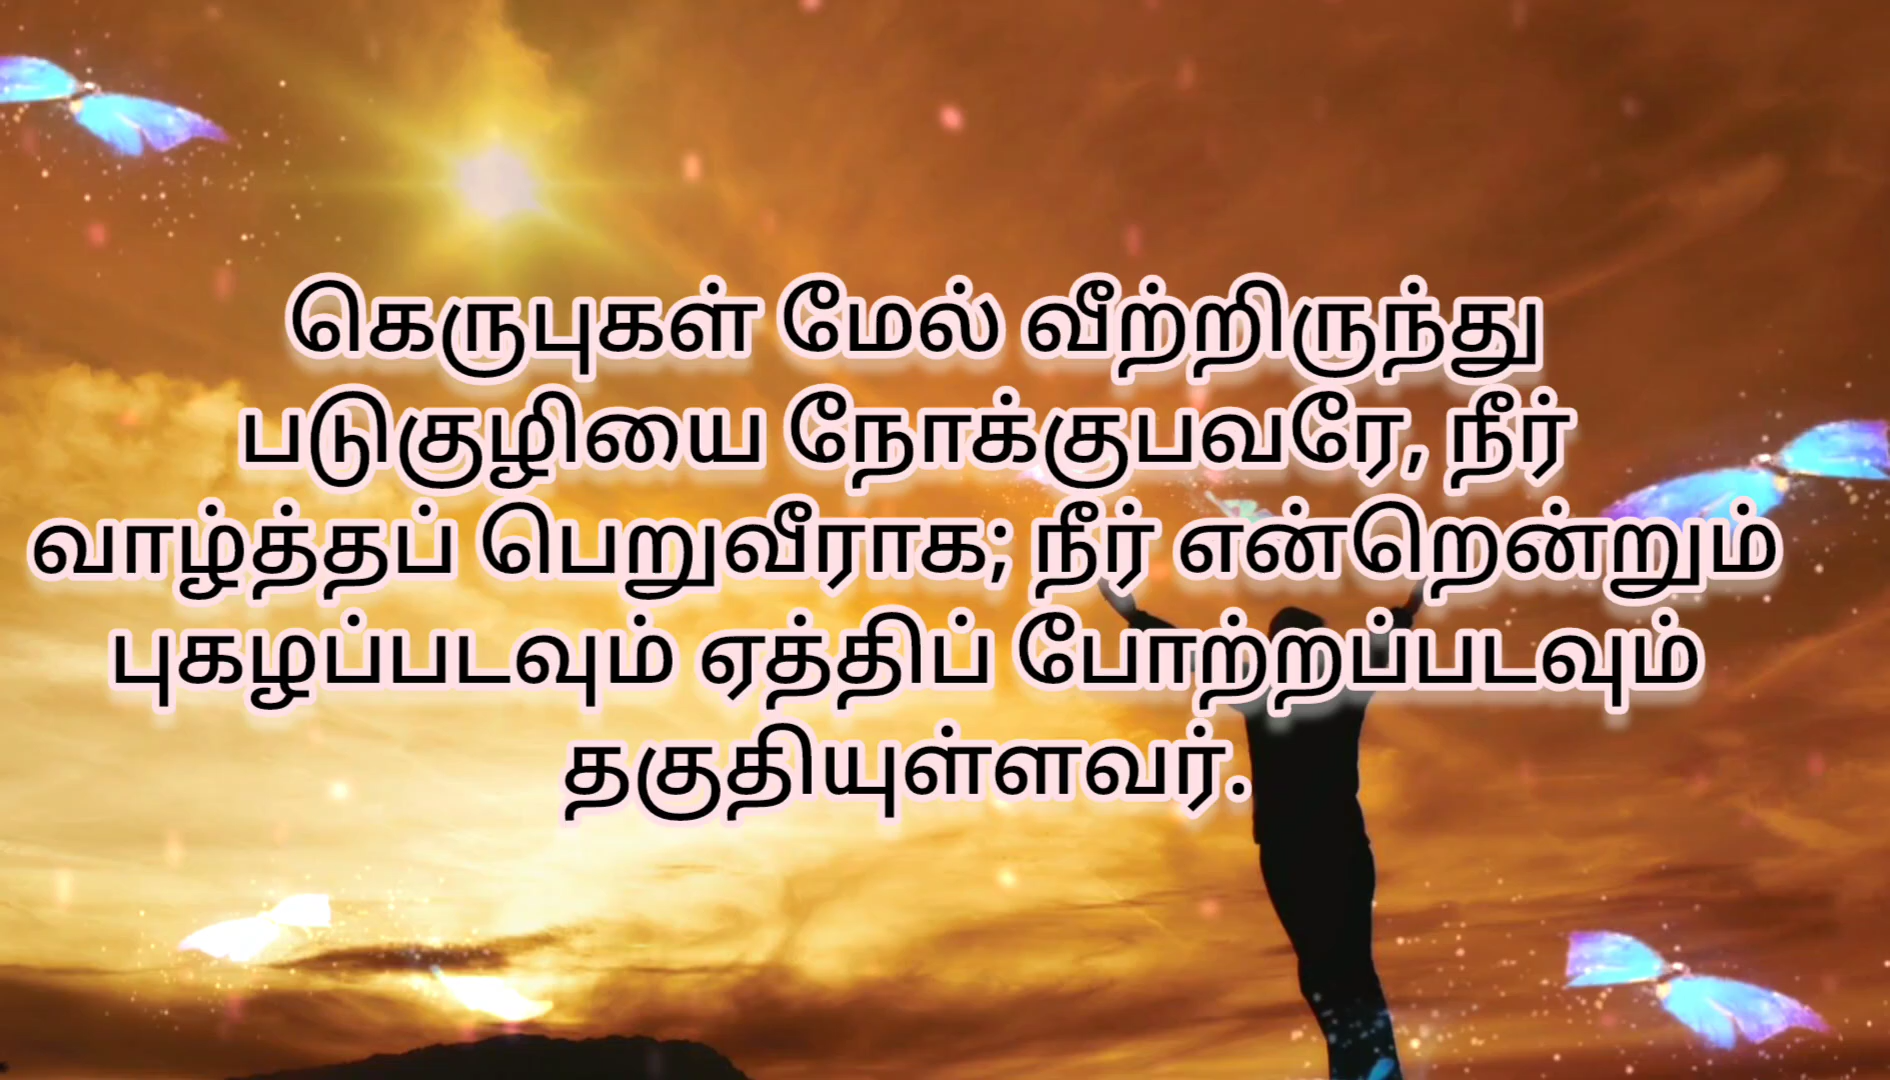 கெருபுகள் மேல் வீற்றிருந்து
படுகுழியை நோக்குபவரே, நீர்
வாழ்த்தப் பெறுவீராக; நீர் என்றென்றும்
புகழப்படவும் ஏத்திப் போற்றப்படவும்
தகுதியுள்ளவர்.